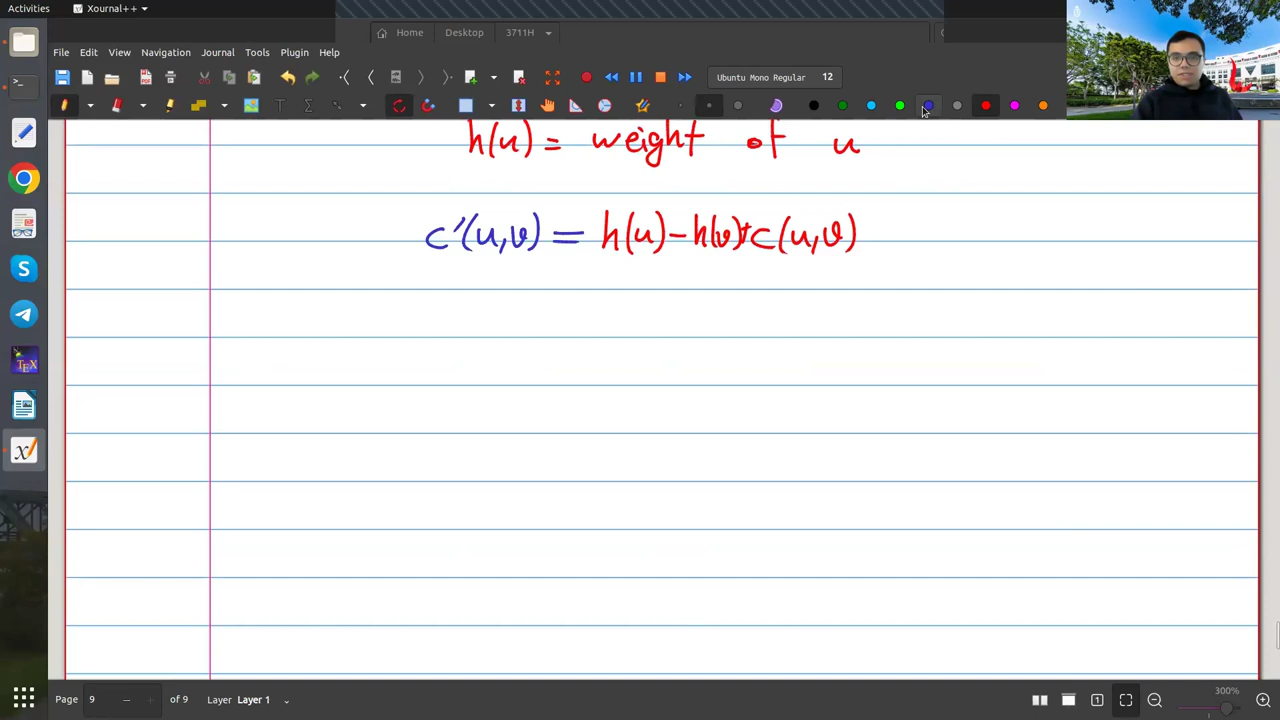 Activities Xournal++
Home Desktop 3711H
File Edit View Navigation Journal Tools Plugin Help
Ubuntu Mono Regular 12
h(u) = weight of u
c'(u,v) = h(u)-h(v)+c(u,v)
Page 9 of 9 Layer Layer 1 300%